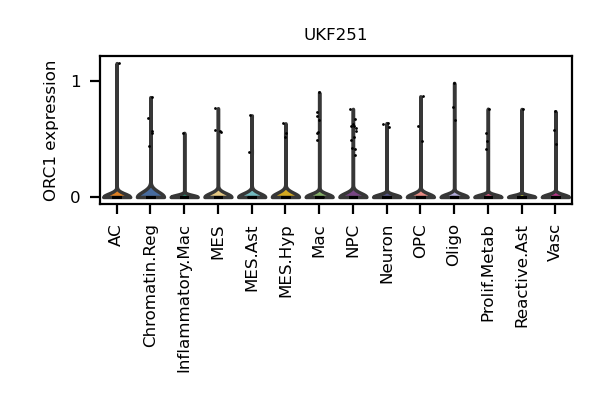 UKF251
ORC1 expression
1
0
AC
Chromatin.Reg
Inflammatory.Mac
MES
MES.Ast
MES.Hyp
Mac
NPC
Neuron
OPC
Oligo
Prolif.Metab
Reactive.Ast
Vasc